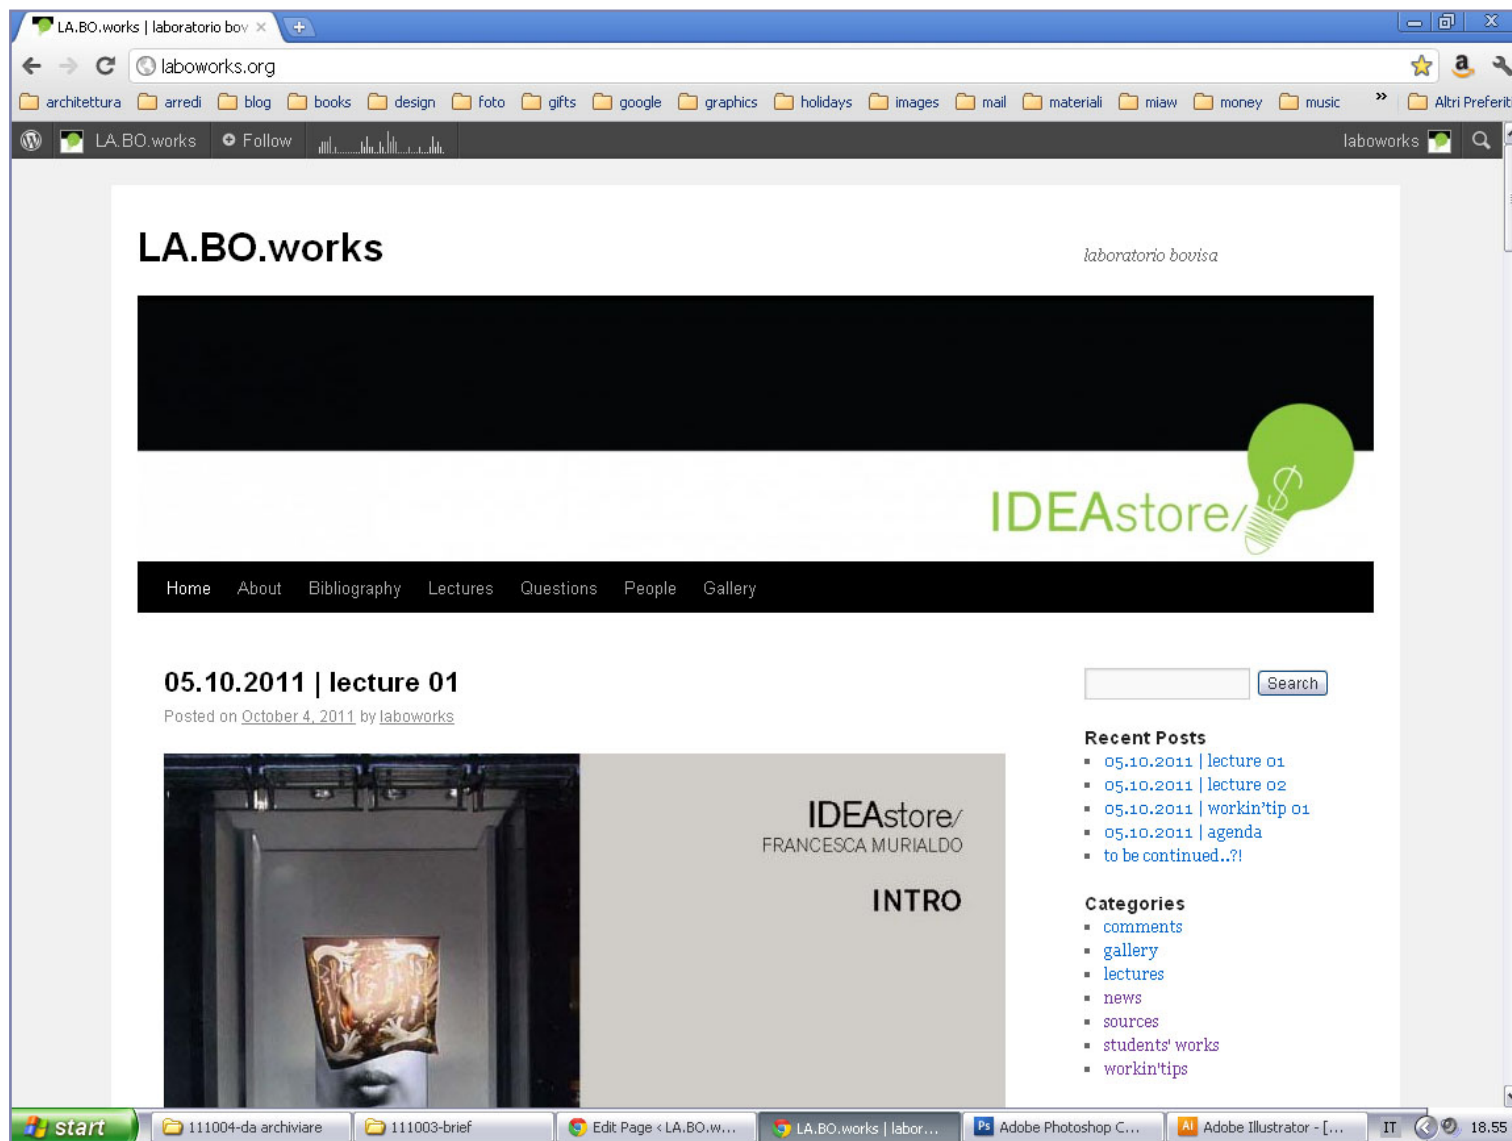 LA.BO.works | laboratorio bov
laboworks.org
architettura arredi blog books design foto gifts google graphics holidays images mail materiali miaw money music » Altri Preferiti
LA.BO.works Follow laboworks
LA.BO.works
laboratorio bovisa
IDEAstore/
$
Home About Bibliography Lectures Questions People Gallery
05.10.2011 | lecture 01
Posted on October 4, 2011 by laboworks
IDEAstore/
FRANCESCA MURIALDO
INTRO
Search
Recent Posts
05.10.2011 | lecture 01
05.10.2011 | lecture 02
05.10.2011 | workin'tip 01
05.10.2011 | agenda
to be continued..?!
Categories
comments
gallery
lectures
news
sources
students' works
workin'tips
start 111004-da archiviare 111003-brief Edit Page < LA.BO.w... LA.BO.works | labor... Ps Adobe Photoshop C... Ai Adobe Illustrator - [... IT 18.55